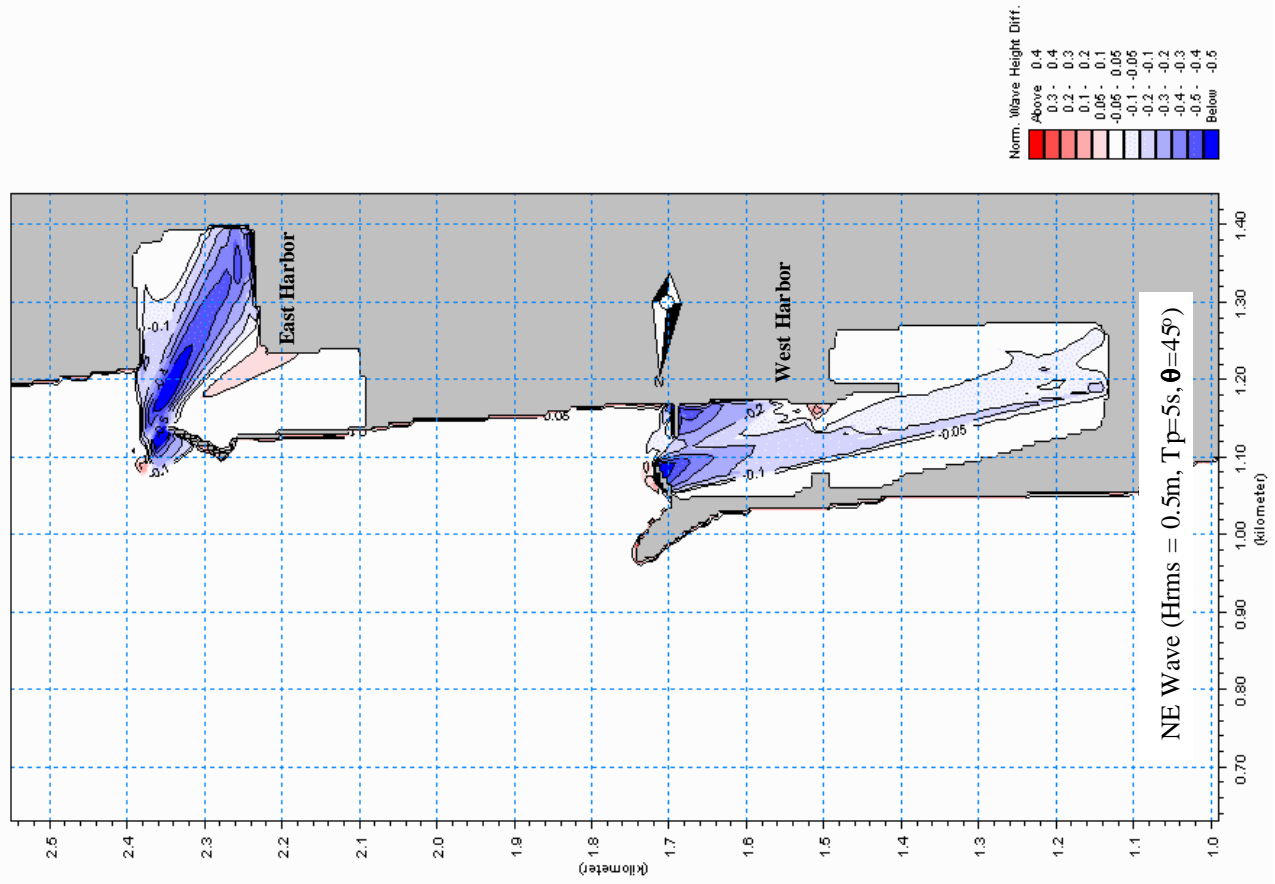 Norm. Wave Height Diff.
Above 0.4
0.3 - 0.4
0.2 - 0.3
0.1 - 0.2
0.05 - 0.1
-0.05 - 0.05
-0.1 - -0.05
-0.2 - -0.1
-0.3 - -0.2
-0.4 - -0.3
-0.5 - -0.4
Below -0.5
2.5
2.4
2.3
2.2
2.1
2.0
1.9
1.8
1.7
1.6
1.5
1.4
1.3
1.2
1.1
1.0
(kilometer)
0.70
0.80
0.90
1.00
1.10
1.20
1.30
1.40
(kilometer)
-0.1
East Harbor
-0.1
0.05
N
West Harbor
-0.2
-0.1
-0.05
NE Wave (Hrms = 0.5m, Tp=5s, θ=45º)